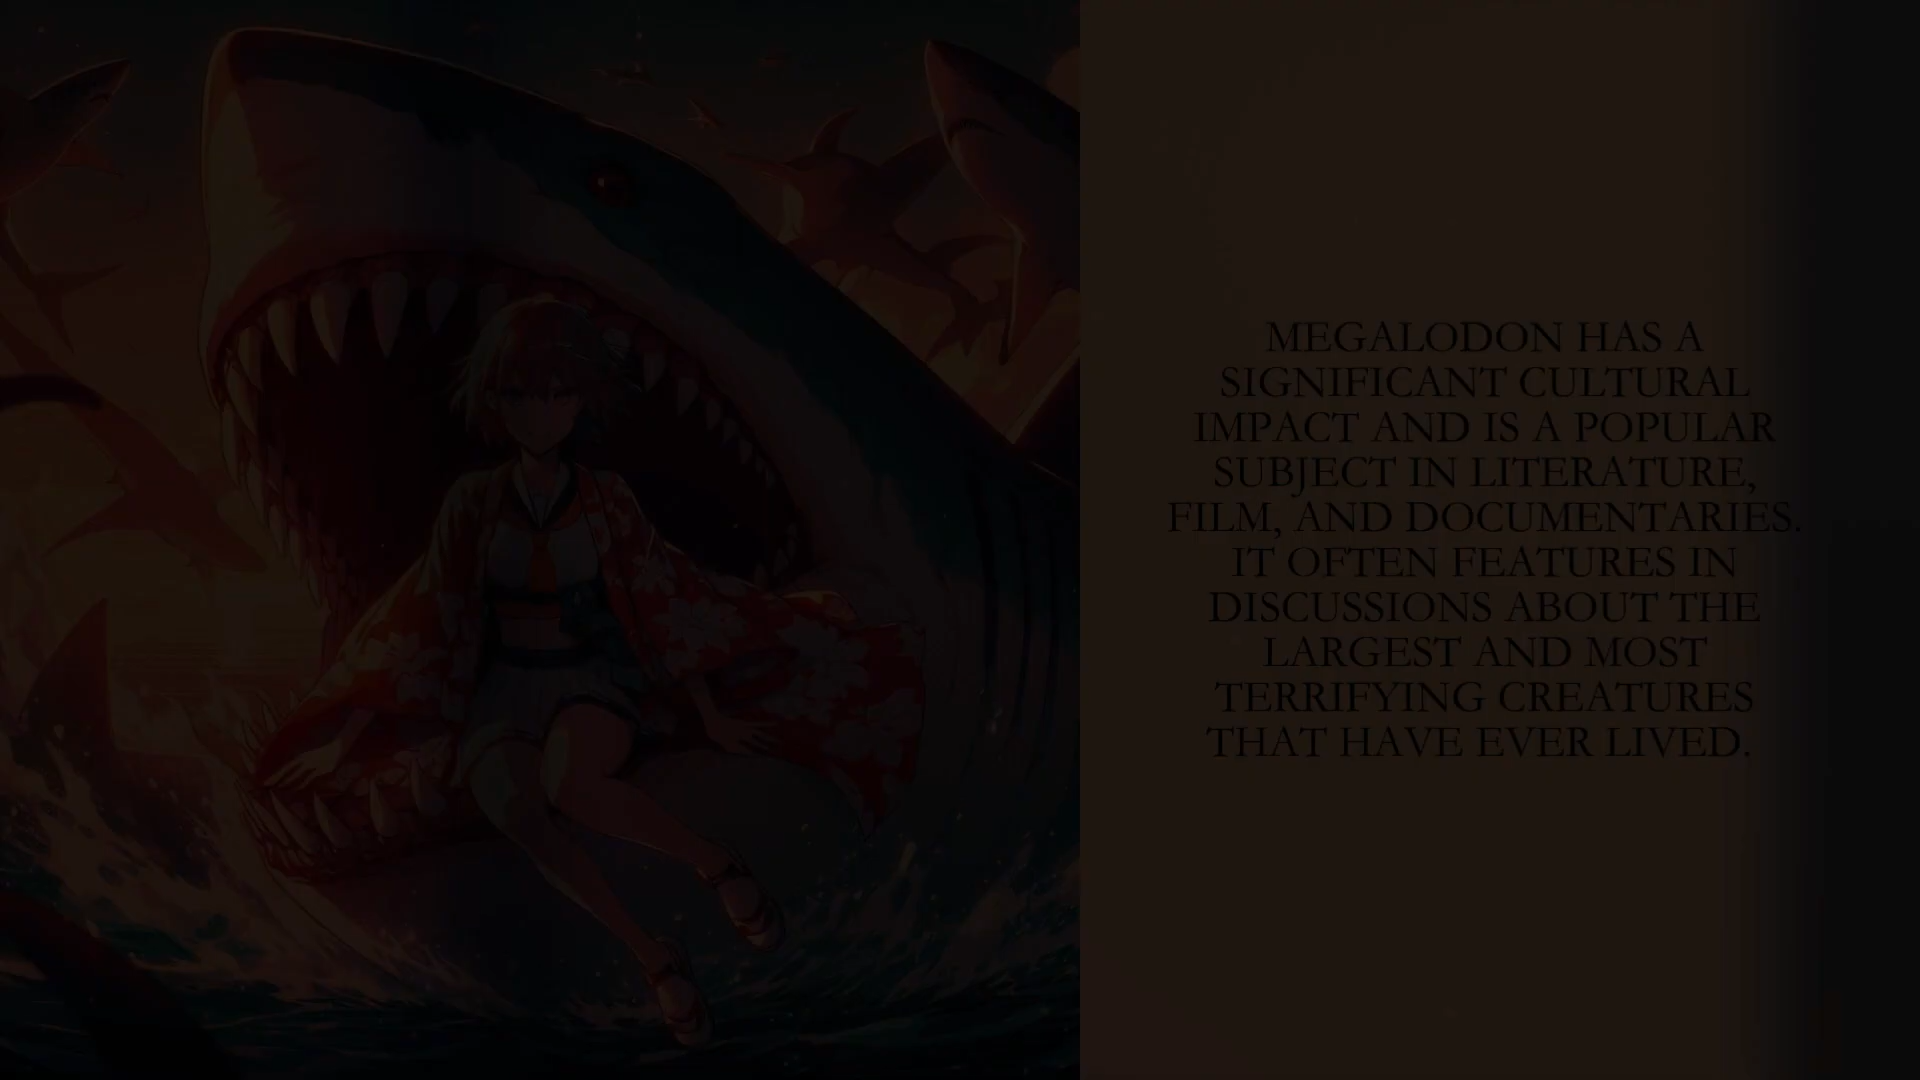 MEGALODON HAS A
SIGNIFICANT CULTURAL
IMPACT AND IS A POPULAR
SUBJECT IN LITERATURE,
FILM, AND DOCUMENTARIES.
IT OFTEN FEATURES IN
DISCUSSIONS ABOUT THE
LARGEST AND MOST
TERRIFYING CREATURES
THAT HAVE EVER LIVED.